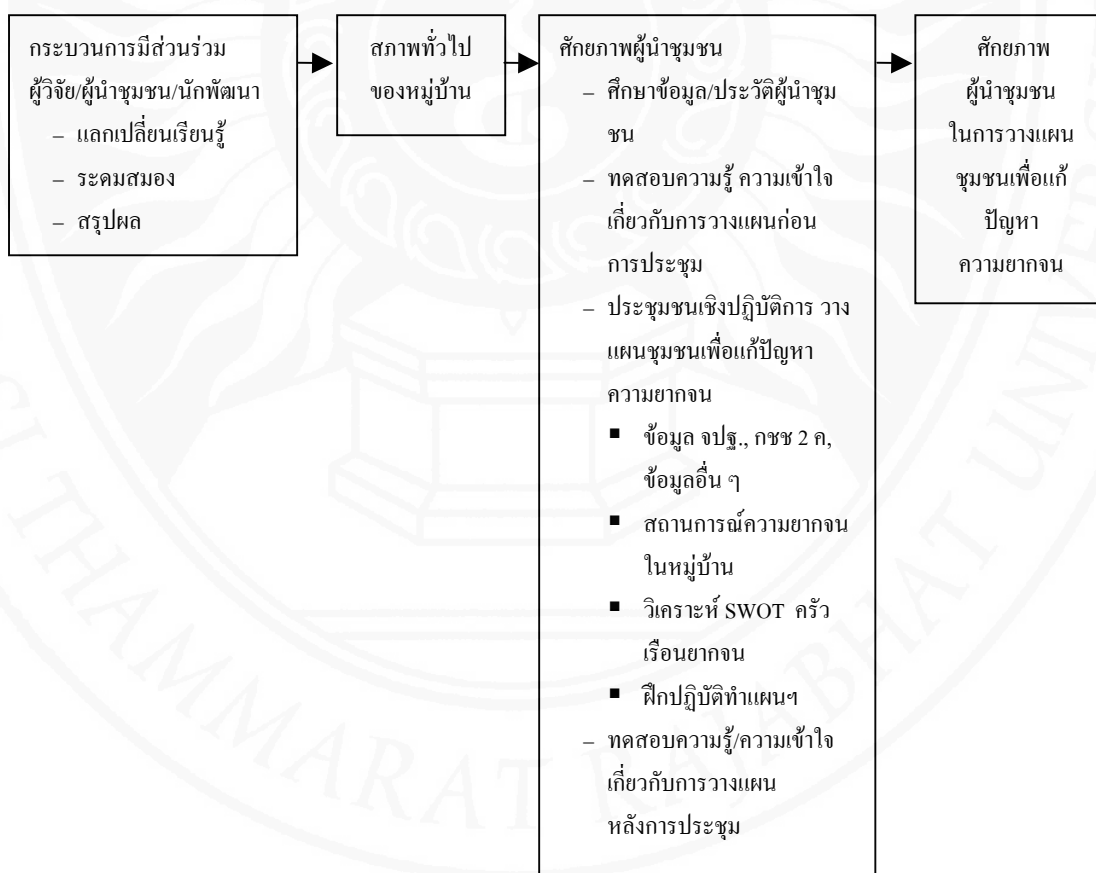 กระบวนการมีส่วนร่วม
ผู้วิจัย/ผู้นำชุมชน/นักพัฒนา
– แลกเปลี่ยนเรียนรู้
– ระดมสมอง
– สรุปผล
สภาพทั่วไป
ของหมู่บ้าน
ศักยภาพผู้นำชุมชน
– ศึกษาข้อมูล/ประวัติผู้นำชุม
ชน
– ทดสอบความรู้ ความเข้าใจ
เกี่ยวกับการวางแผนก่อน
การประชุม
– ประชุมชนเชิงปฏิบัติการ วาง
แผนชุมชนเพื่อแก้ปัญหา
ความยากจน
■ ข้อมูล จปฐ., กชช 2 ค,
ข้อมูลอื่น ๆ
■ สถานการณ์ความยากจน
ในหมู่บ้าน
■ วิเคราะห์ SWOT ครัว
เรือนยากจน
■ ฝึกปฏิบัติทำแผนฯ
– ทดสอบความรู้/ความเข้าใจ
เกี่ยวกับการวางแผน
หลังการประชุม
ศักยภาพ
ผู้นำชุมชน
ในการวางแผน
ชุมชนเพื่อแก้
ปัญหา
ความยากจน
SI THAMMARAT RAJABHAT UNIVERS